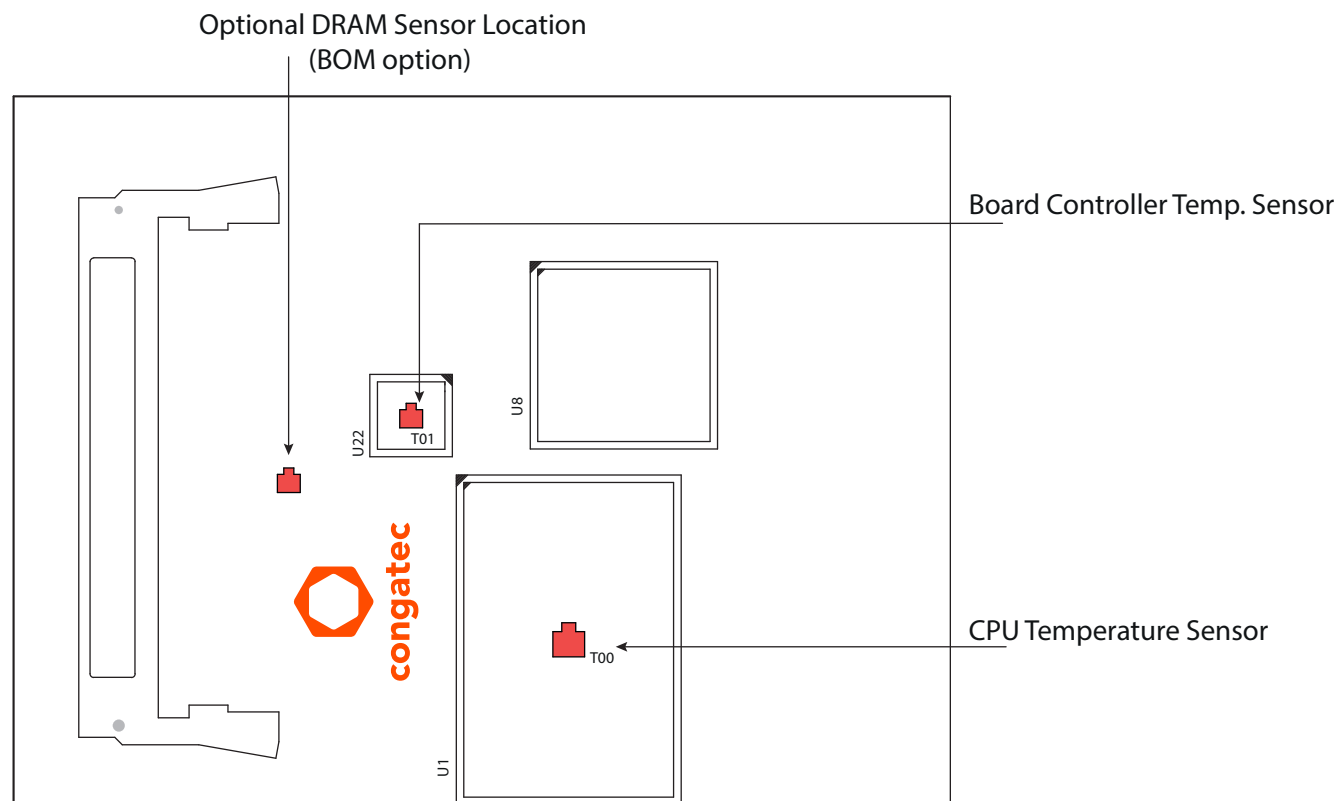 Optional DRAM Sensor Location
(BOM option)
Board Controller Temp. Sensor
U8
U22
T01
congatec
CPU Temperature Sensor
T00
U1